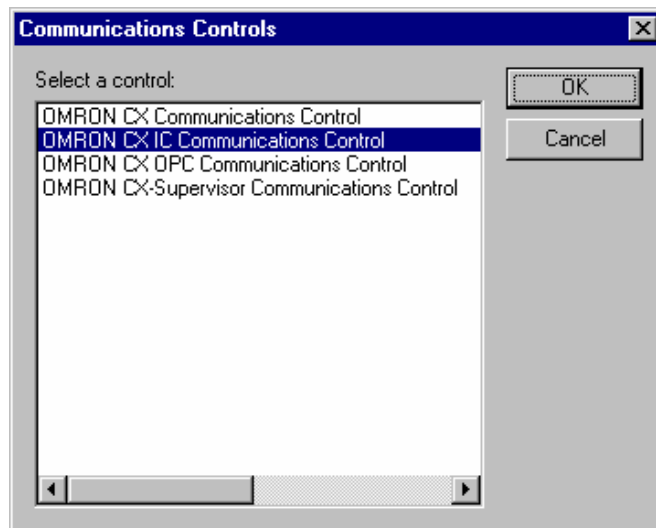 Communications Controls
Select a control:
OK
OMRON CX Communications Control
OMRON CX IC Communications Control
Cancel
OMRON CX OPC Communications Control
OMRON CX-Supervisor Communications Control